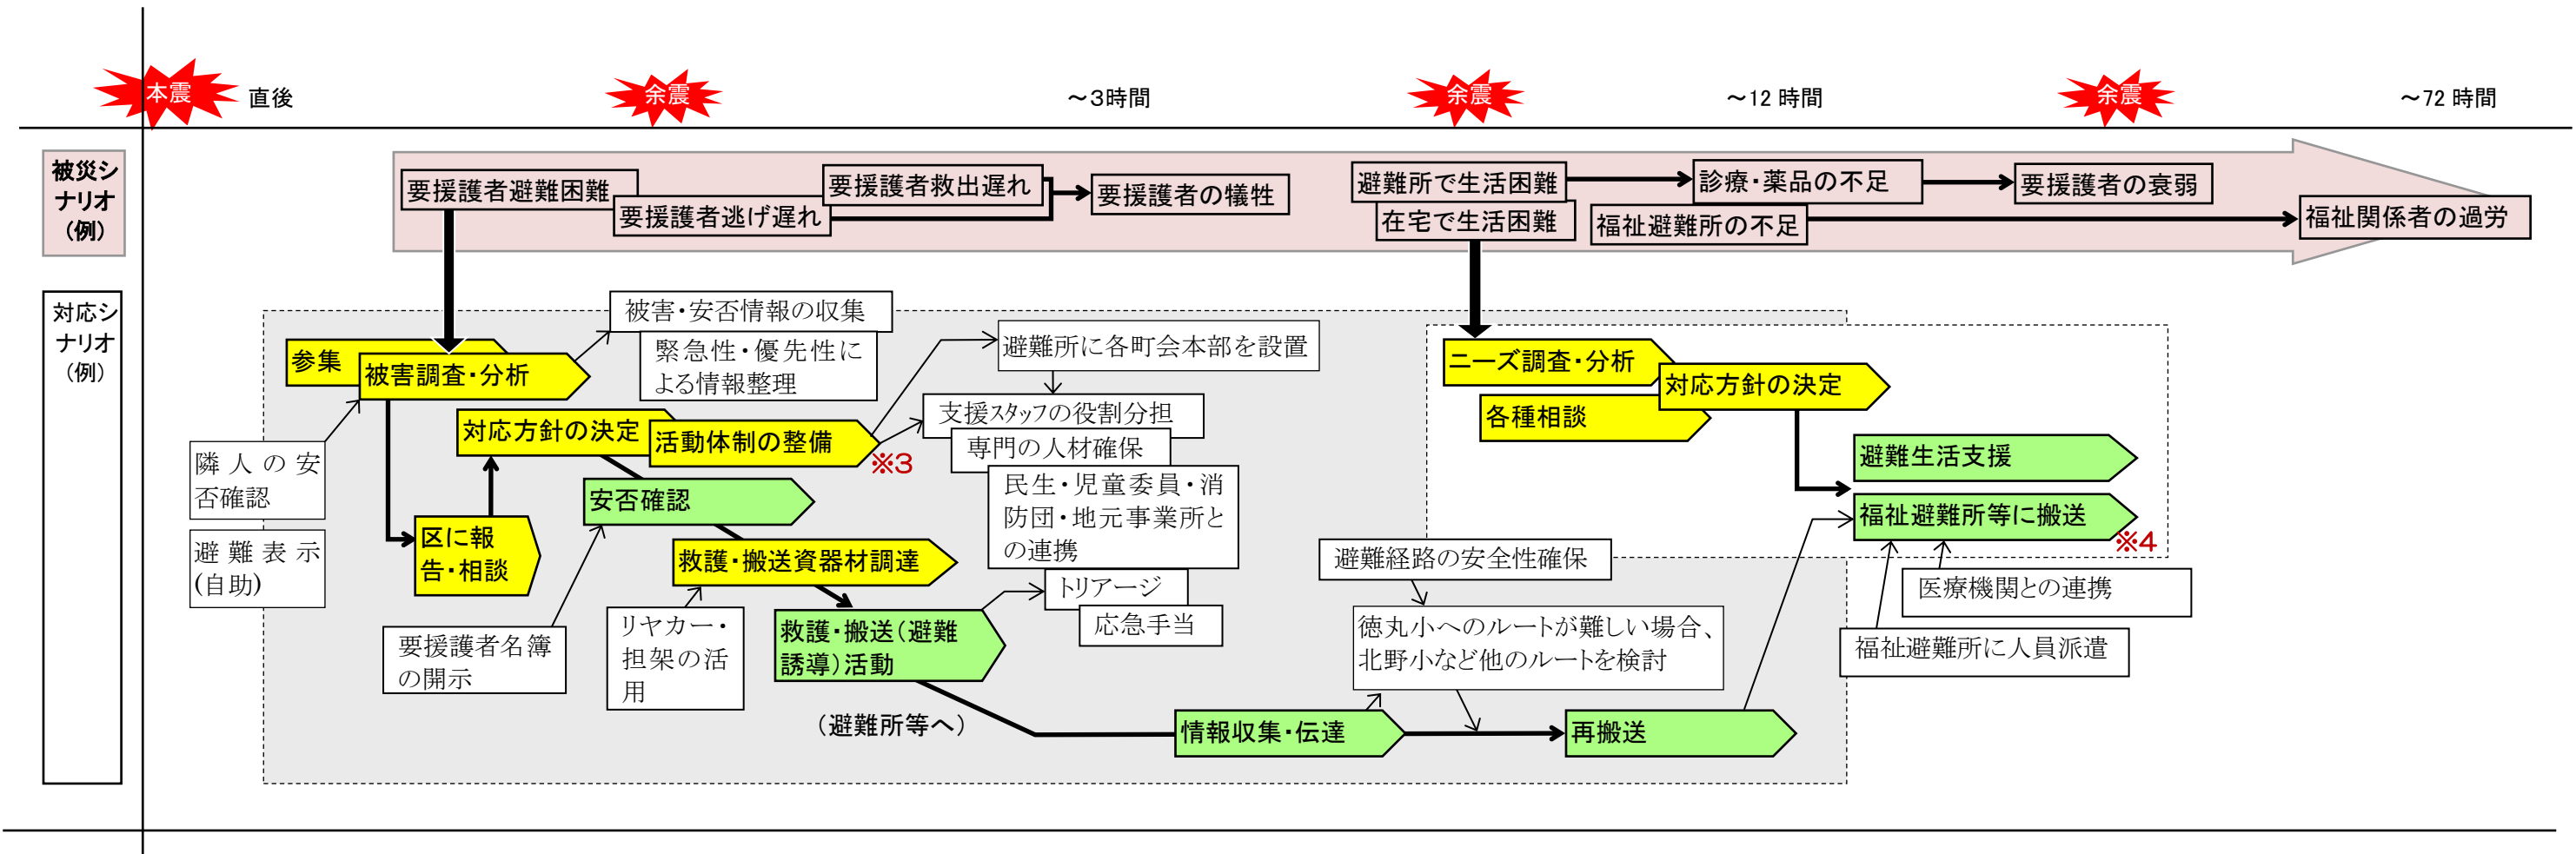 本震
直後
余震
～3時間
余震
～12 時間
余震
～72 時間
被災シ
ナリオ
(例)
要援護者避難困難
要援護者逃げ遅れ
要援護者救出遅れ
要援護者の犠牲
避難所で生活困難
在宅で生活困難
診療・薬品の不足
福祉避難所の不足
要援護者の衰弱
福祉関係者の過労
対応シ
ナリオ
(例)
参集
被害調査・分析
被害・安否情報の収集
緊急性・優先性に
よる情報整理
隣人の安
否確認
避難表示
(自助)
区に報
告・相談
対応方針の決定
活動体制の整備
※3
避難所に各町会本部を設置
支援スタッフの役割分担
専門の人材確保
民生・児童委員・消
防団・地元事業所と
の連携
安否確認
要援護者名簿
の開示
救護・搬送資器材調達
リヤカー・
担架の活
用
救護・搬送(避難
誘導)活動
トリアージ
応急手当
(避難所等へ)
情報収集・伝達
避難経路の安全性確保
徳丸小へのルートが難しい場合、
北野小など他のルートを検討
再搬送
ニーズ調査・分析
各種相談
対応方針の決定
避難生活支援
福祉避難所等に搬送
※4
医療機関との連携
福祉避難所に人員派遣